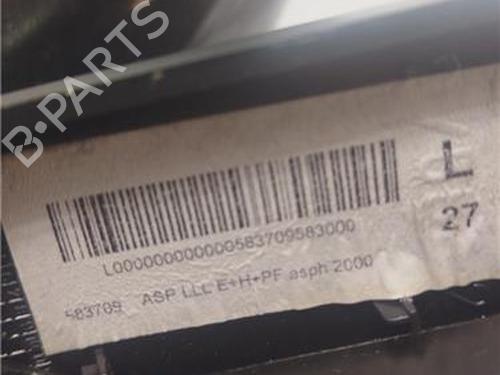 B-PARTS
L
27
L0000000000000583709583000
583709 ASP LLL E+H+PF asph 2000